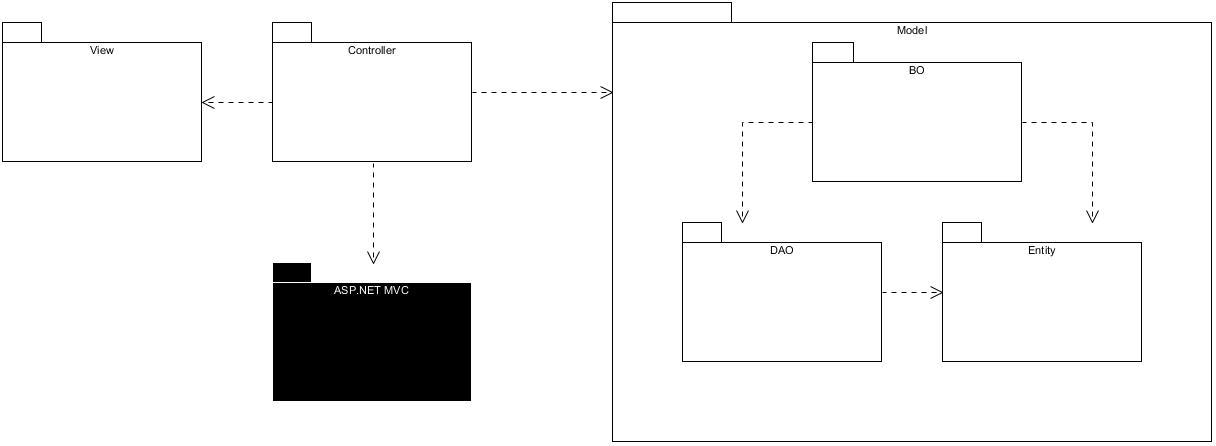 View
Controller
Model
BO
DAO
Entity
ASP.NET MVC